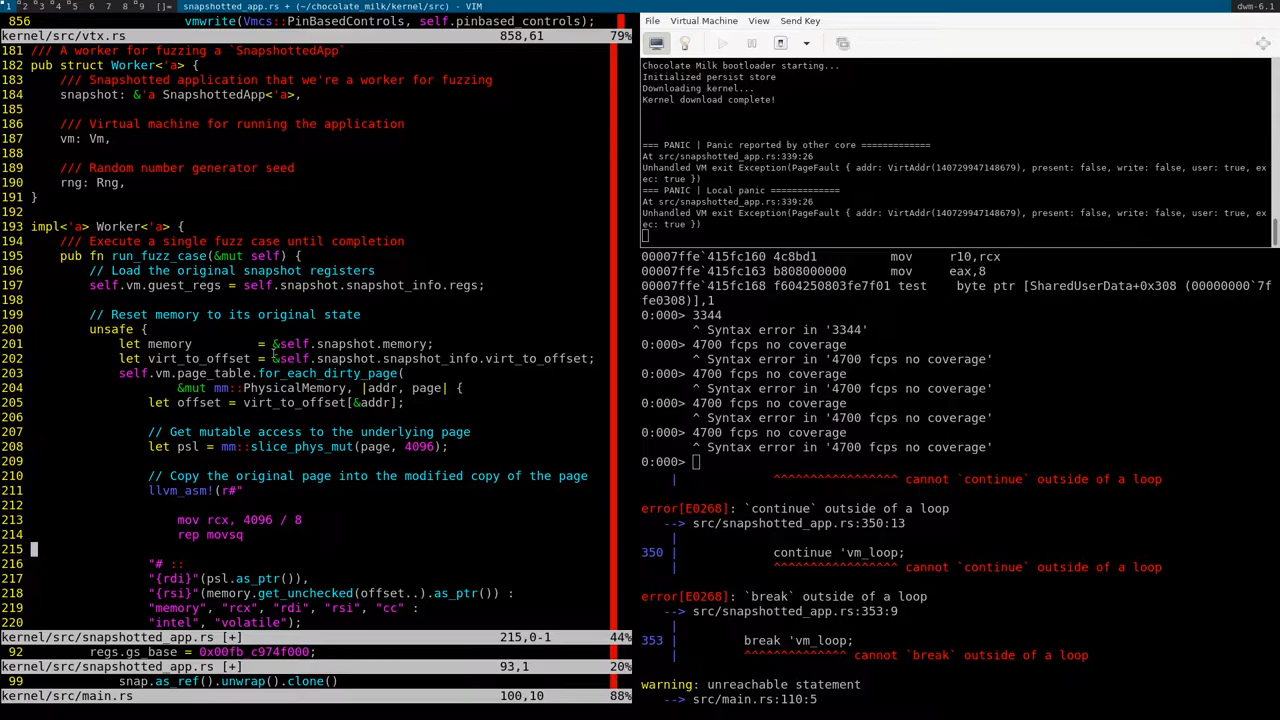 1 2 3 4 5 6 7 8 9 []= snapshotted_app.rs + (~/chocolate_milk/kernel/src) - VIM
dwm-6.1
856 vmwrite(Vmcs::PinBasedControls, self.pinbased_controls);
kernel/src/vtx.rs 858,61 79%
181 /// A worker for fuzzing a `SnapshottedApp`
182 pub struct Worker<'a> {
183 /// Snapshotted application that we're a worker for fuzzing
184 snapshot: &'a SnapshottedApp<'a>,
185
186 /// Virtual machine for running the application
187 vm: Vm,
188
189 /// Random number generator seed
190 rng: Rng,
191 }
192
193 impl<'a> Worker<'a> {
194 /// Execute a single fuzz case until completion
195 pub fn run_fuzz_case(&mut self) {
196 // Load the original snapshot registers
197 self.vm.guest_regs = self.snapshot.snapshot_info.regs;
198
199 // Reset memory to its original state
200 unsafe {
201 let memory = &self.snapshot.memory;
202 let virt_to_offset = &self.snapshot.snapshot_info.virt_to_offset;
203 self.vm.page_table.for_each_dirty_page(
204 &mut mm::PhysicalMemory, |addr, page| {
205 let offset = virt_to_offset[&addr];
206
207 // Get mutable access to the underlying page
208 let psl = mm::slice_phys_mut(page, 4096);
209
210 // Copy the original page into the modified copy of the page
211 llvm_asm!(r#"
212
213 mov rcx, 4096 / 8
214 rep movsq
215
216 "# ::
217 "{rdi}"(psl.as_ptr()),
218 "{rsi}"(memory.get_unchecked(offset..).as_ptr()) :
219 "memory", "rcx", "rdi", "rsi", "cc" :
220 "intel", "volatile");
kernel/src/snapshotted_app.rs [+] 215,0-1 44%
92 regs.gs_base = 0x00fb_c974f000;
kernel/src/snapshotted_app.rs [+] 93,1 20%
99 snap.as_ref().unwrap().clone()
kernel/src/main.rs 100,10 88%
File Virtual Machine View Send Key
Chocolate Milk bootloader starting...
Initialized persist store
Downloading kernel...
Kernel download complete!
=== PANIC | Panic reported by other core =============
At src/snapshotted_app.rs:339:26
Unhandled VM exit Exception(PageFault { addr: VirtAddr(140729947148679), present: false, write: false, user: true, ex
ec: true })
=== PANIC | Local panic =============
At src/snapshotted_app.rs:339:26
Unhandled VM exit Exception(PageFault { addr: VirtAddr(140729947148679), present: false, write: false, user: true, ex
ec: true })
00007ffe`415fc160 4c8bd1 mov r10,rcx
00007ffe`415fc163 b808000000 mov eax,8
00007ffe`415fc168 f604250803fe7f01 test byte ptr [SharedUserData+0x308 (00000000`7f
fe0308)],1
0:000> 3344
^ Syntax error in '3344'
0:000> 4700 fcps no coverage
^ Syntax error in '4700 fcps no coverage'
0:000> 4700 fcps no coverage
^ Syntax error in '4700 fcps no coverage'
0:000> 4700 fcps no coverage
^ Syntax error in '4700 fcps no coverage'
0:000> 4700 fcps no coverage
^ Syntax error in '4700 fcps no coverage'
0:000>
| ^^^^^^^^^^^^^^^^^ cannot `continue` outside of a loop
error[E0268]: `continue` outside of a loop
--> src/snapshotted_app.rs:350:13
|
350 | continue 'vm_loop;
| ^^^^^^^^^^^^^^^^^ cannot `continue` outside of a loop
error[E0268]: `break` outside of a loop
--> src/snapshotted_app.rs:353:9
|
353 | break 'vm_loop;
| ^^^^^^^^^^^^^^ cannot `break` outside of a loop
warning: unreachable statement
--> src/main.rs:110:5